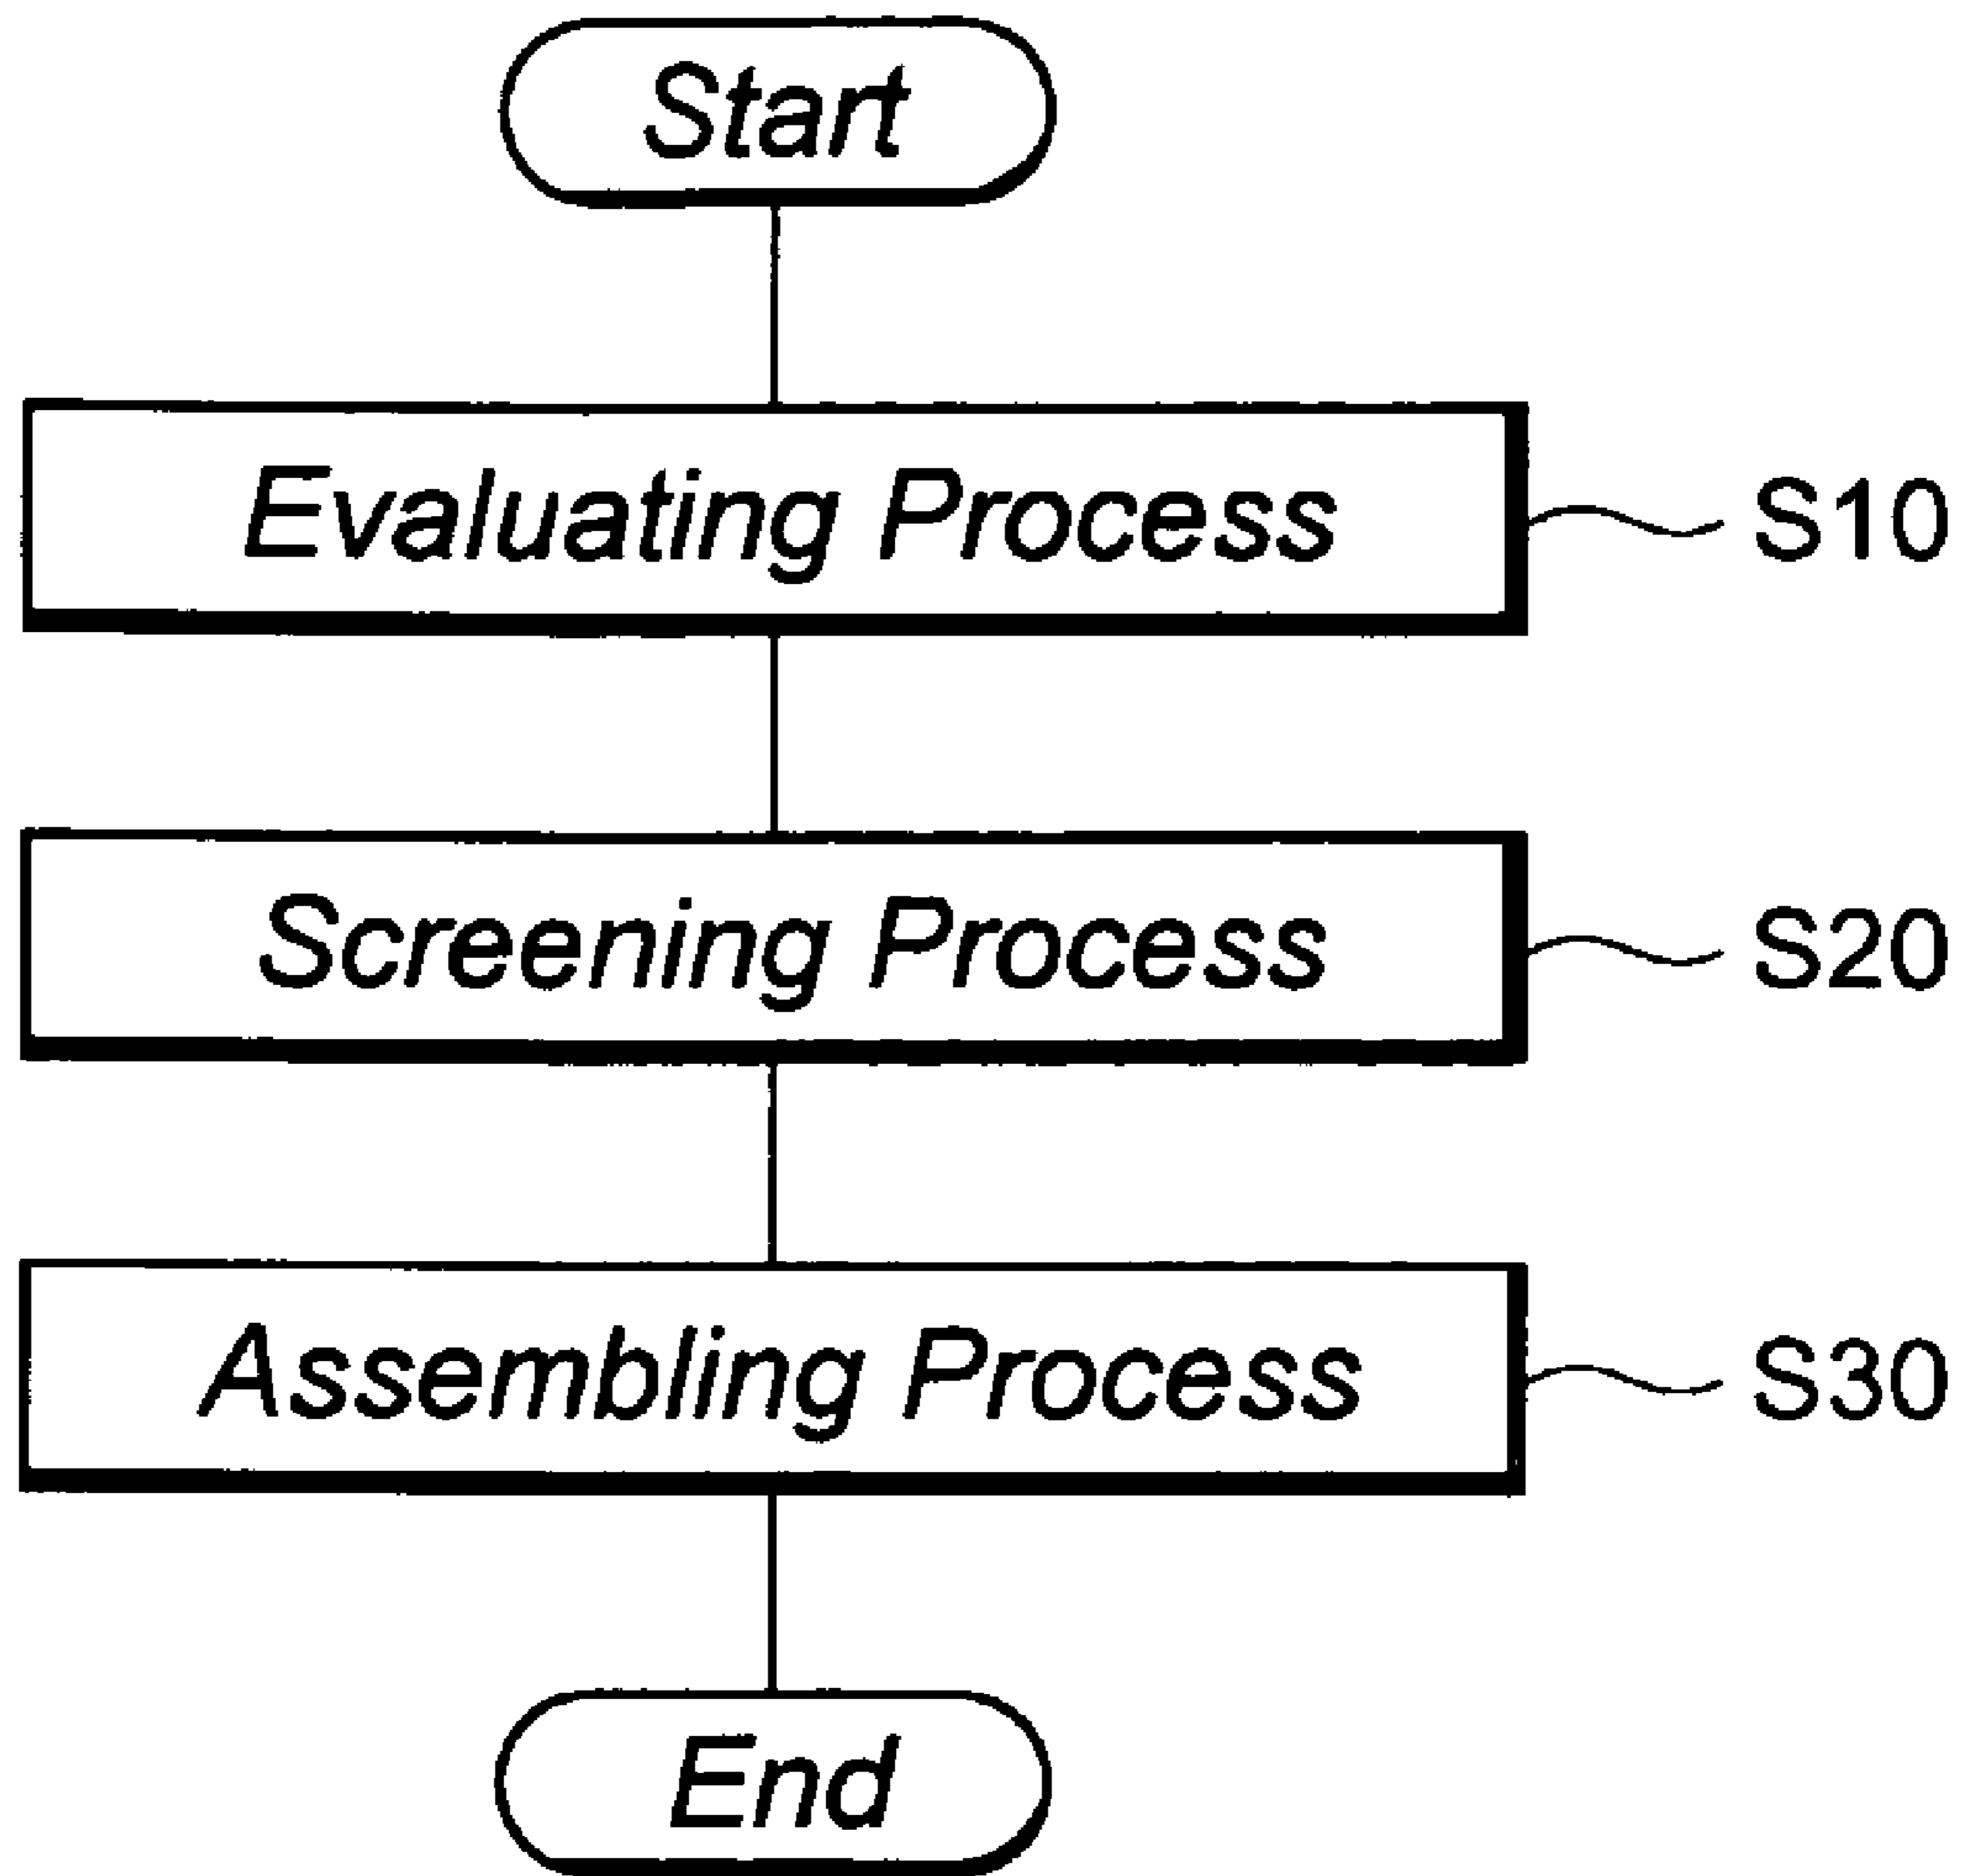 Start
Evaluating Process S10
Screening Process S20
Assembling Process S30
End